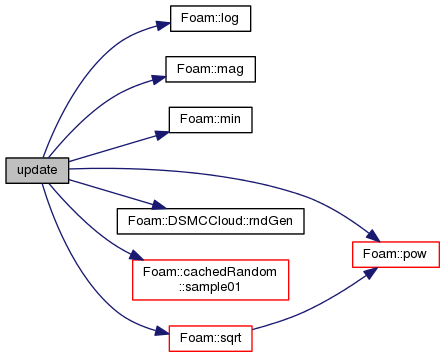 Foam::log
Foam::mag
Foam::min
update
Foam::DSMCCloud::rndGen
Foam::pow
Foam::cachedRandom
::sample01
Foam::sqrt